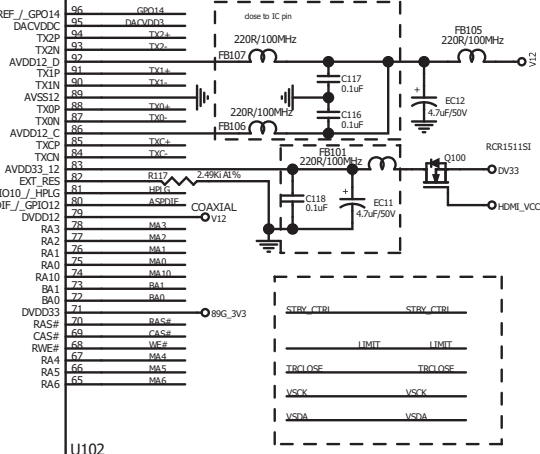 REF_/_GPO14 96 GPO14
DACVDDC 95 DACVDD3
TX2P 94 TX2+
TX2N 93 TX2-
AVDD12_D 92
TX1P 91 TX1+
TX1N 90 TX1-
AVSS12 89
TX0P 88 TX0+
TX0N 87 TX0-
AVDD12_C 86
TXCP 85 TXC+
TXCN 84 TXC-
AVDD33_12 83
EXT_RES 82
IO10_/_HPLG 81 HPLG
DIF_/_GPIO12 80 ASPDIF
DVDD12 79
RA3 78 MA3
RA2 77 MA2
RA1 76 MA1
RA0 75 MA0
RA10 74 MA10
BA1 73 BA1
BA0 72 BA0
DVDD33 71
RAS# 70 RAS#
CAS# 69 CAS#
RWE# 68 WE#
RA4 67 MA4
RA5 66 MA5
RA6 65 MA6
U102
close to IC pin
220R/100MHz
FB107
C117
0.1uF
C116
0.1uF
220R/100MHz
FB106
FB105
220R/100MHz
V12
+
EC12
4.7uF/50V
R117 2.49Ki A1%
FB101
220R/100MHz
C118
0.1uF
+
EC11
4.7uF/50V
Q100
RCR1511SI
DV33
HDMI_VCC
COAXIAL
V12
89G_3V3
STBY_CTRL STBY_CTRL
LIMIT LIMIT
TRCLOSE TRCLOSE
VSCK VSCK
VSDA VSDA